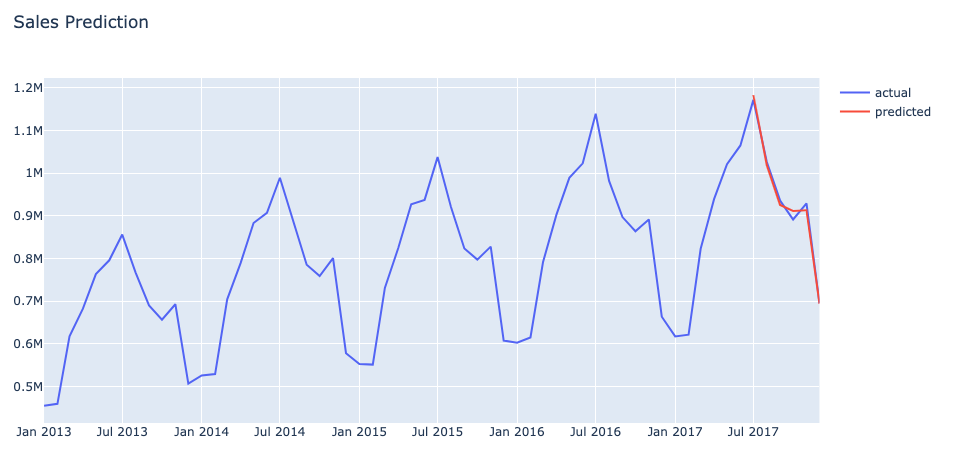 Sales Prediction
1.2M
1.1M
1M
0.9M
0.8M
0.7M
0.6M
0.5M
Jan 2013 Jul 2013 Jan 2014 Jul 2014 Jan 2015 Jul 2015 Jan 2016 Jul 2016 Jan 2017 Jul 2017
actual
predicted